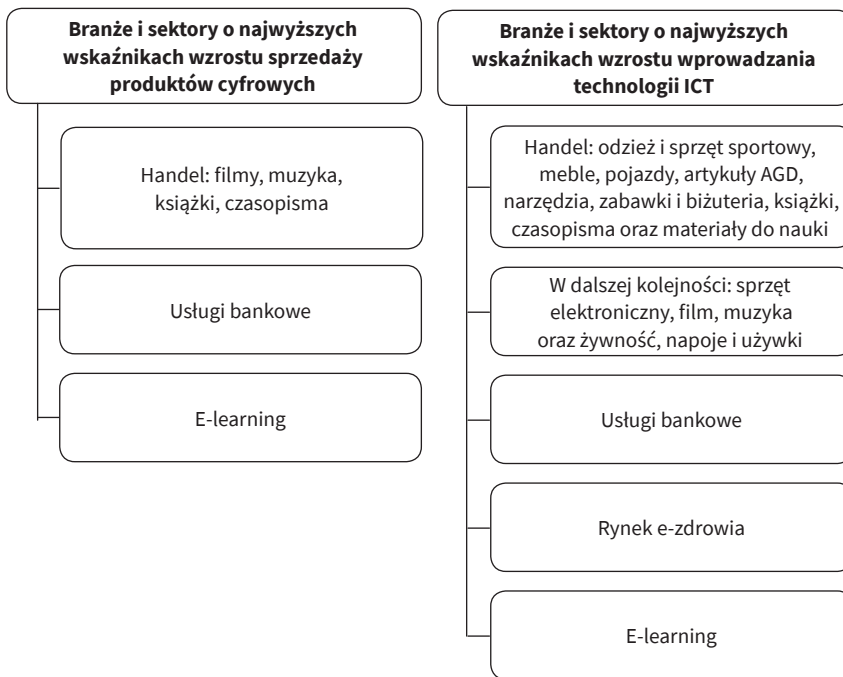 Branże i sektory o najwyższych
wskaźnikach wzrostu sprzedaży
produktów cyfrowych
Handel: filmy, muzyka,
książki, czasopisma
Usługi bankowe
E-learning
Branże i sektory o najwyższych
wskaźnikach wzrostu wprowadzania
technologii ICT
Handel: odzież i sprzęt sportowy,
meble, pojazdy, artykuły AGD,
narzędzia, zabawki i biżuteria, książki,
czasopisma oraz materiały do nauki
W dalszej kolejności: sprzęt
elektroniczny, film, muzyka
oraz żywność, napoje i używki
Usługi bankowe
Rynek e-zdrowia
E-learning